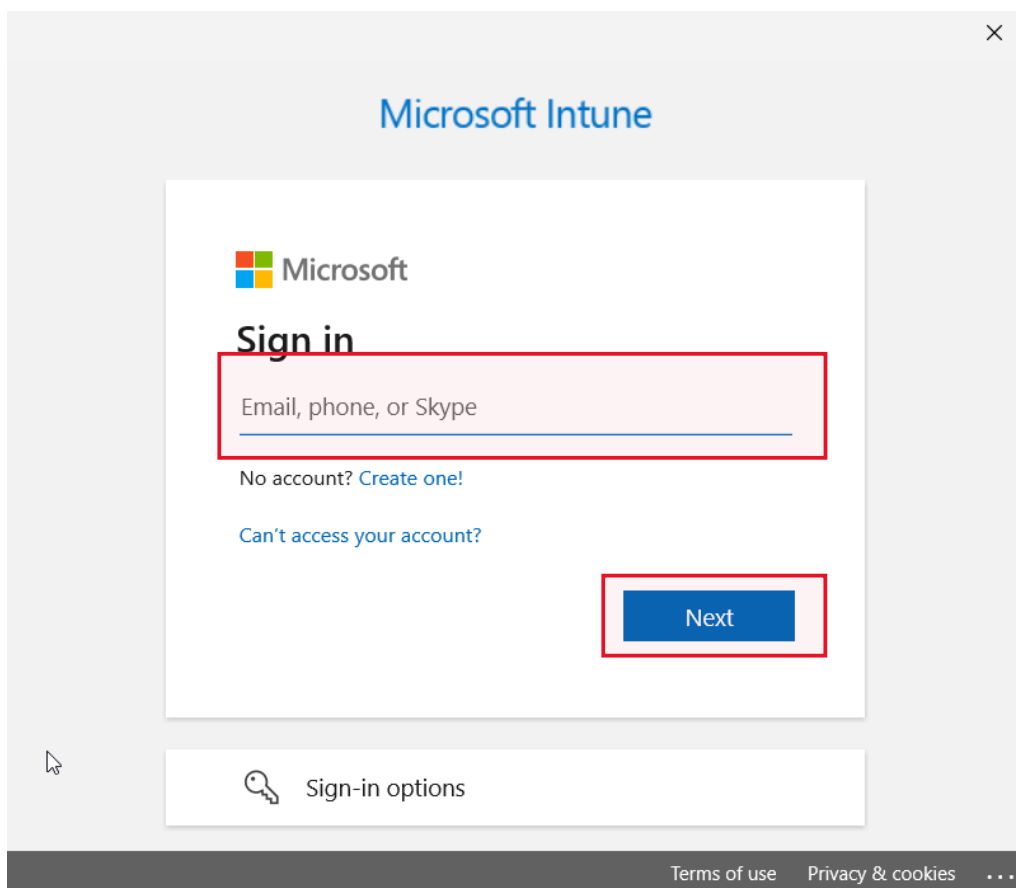 Microsoft Intune
Microsoft
Sign in
Email, phone, or Skype
No account? Create one!
Can't access your account?
Next
Sign-in options
Terms of use Privacy & cookies ...